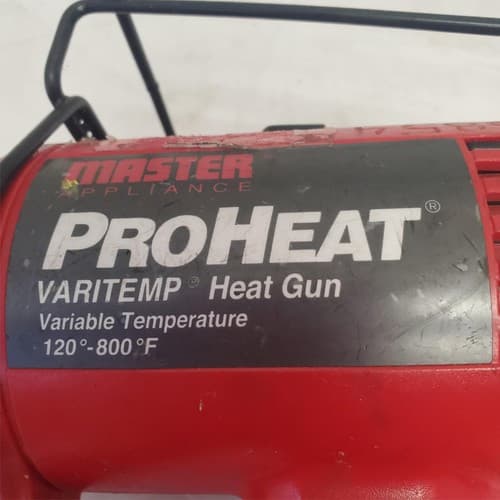 MASTER
APPLIANCE
PROHEAT®
VARITEMP® Heat Gun
Variable Temperature
120°-800°F